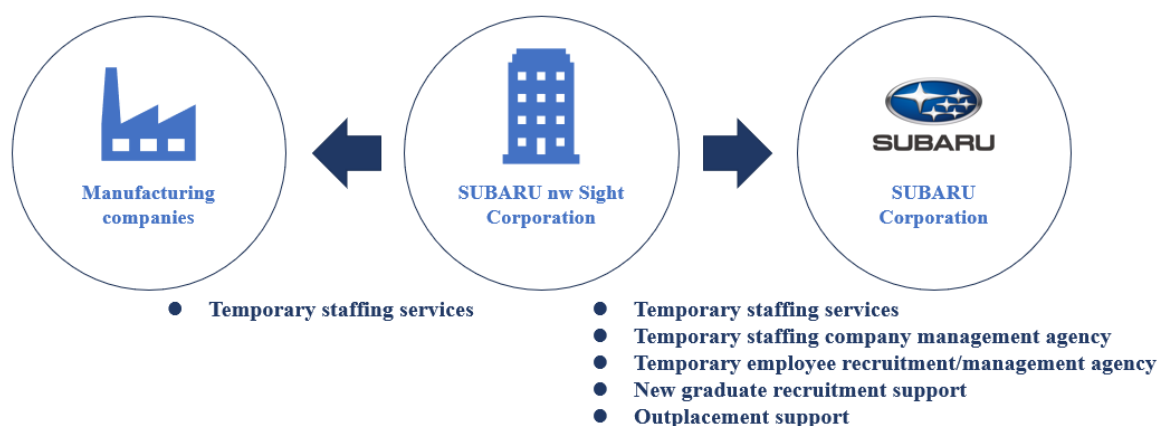 Manufacturing
companies
SUBARU nw Sight
Corporation
SUBARU
SUBARU
Corporation
● Temporary staffing services
● Temporary staffing services
● Temporary staffing company management agency
● Temporary employee recruitment/management agency
● New graduate recruitment support
● Outplacement support